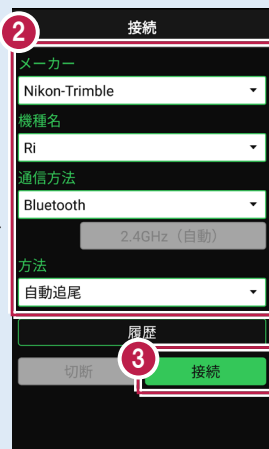 接続
2
メーカー
Nikon-Trimble
機種名
Ri
通信方法
Bluetooth
2.4GHz（自動）
方法
自動追尾
履歴
3
切断
接続